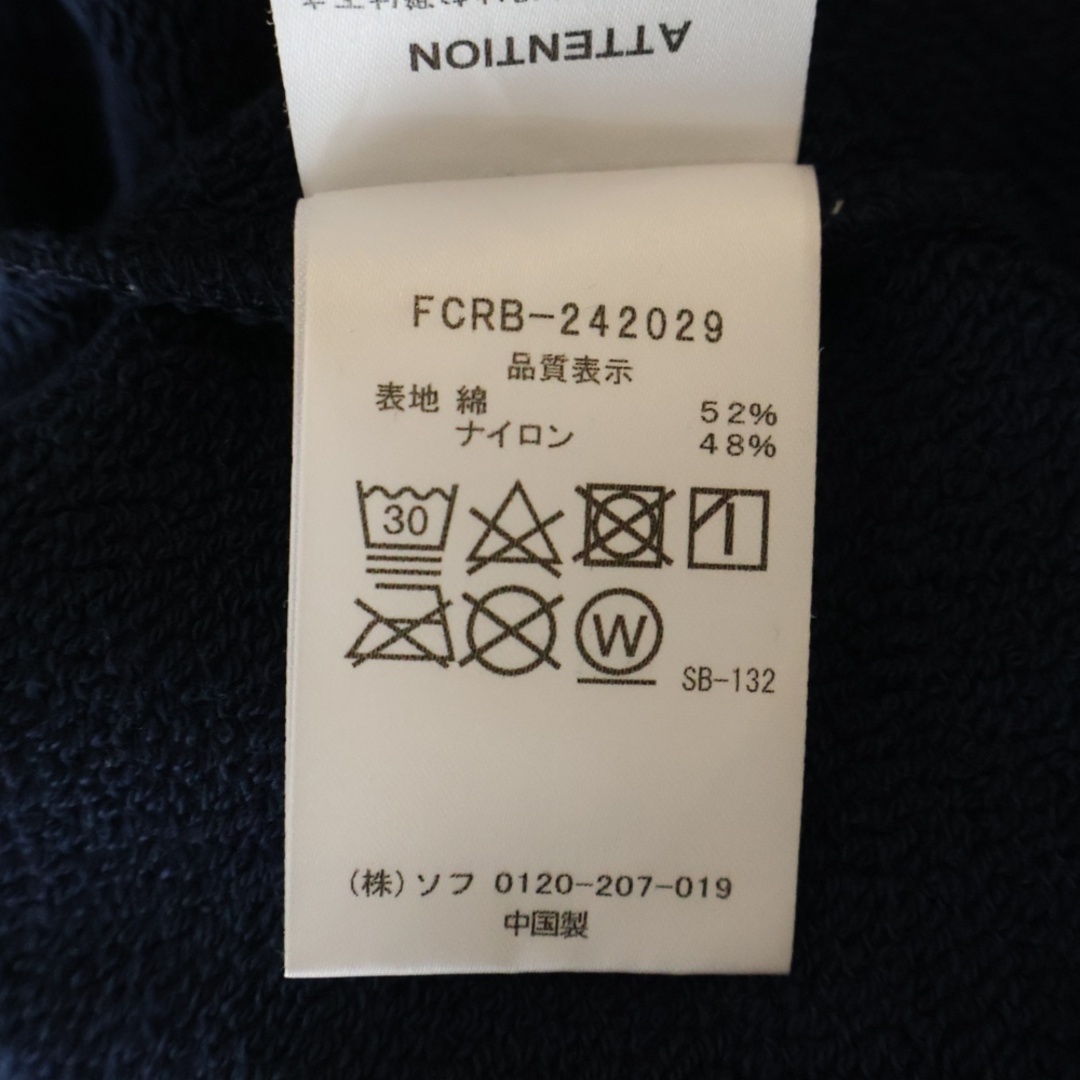 ATTENTION
FCRB-242029
品質表示
表地 綿 52%
ナイロン 48%
30
W
SB-132
(株)ソフ 0120-207-019
中国製